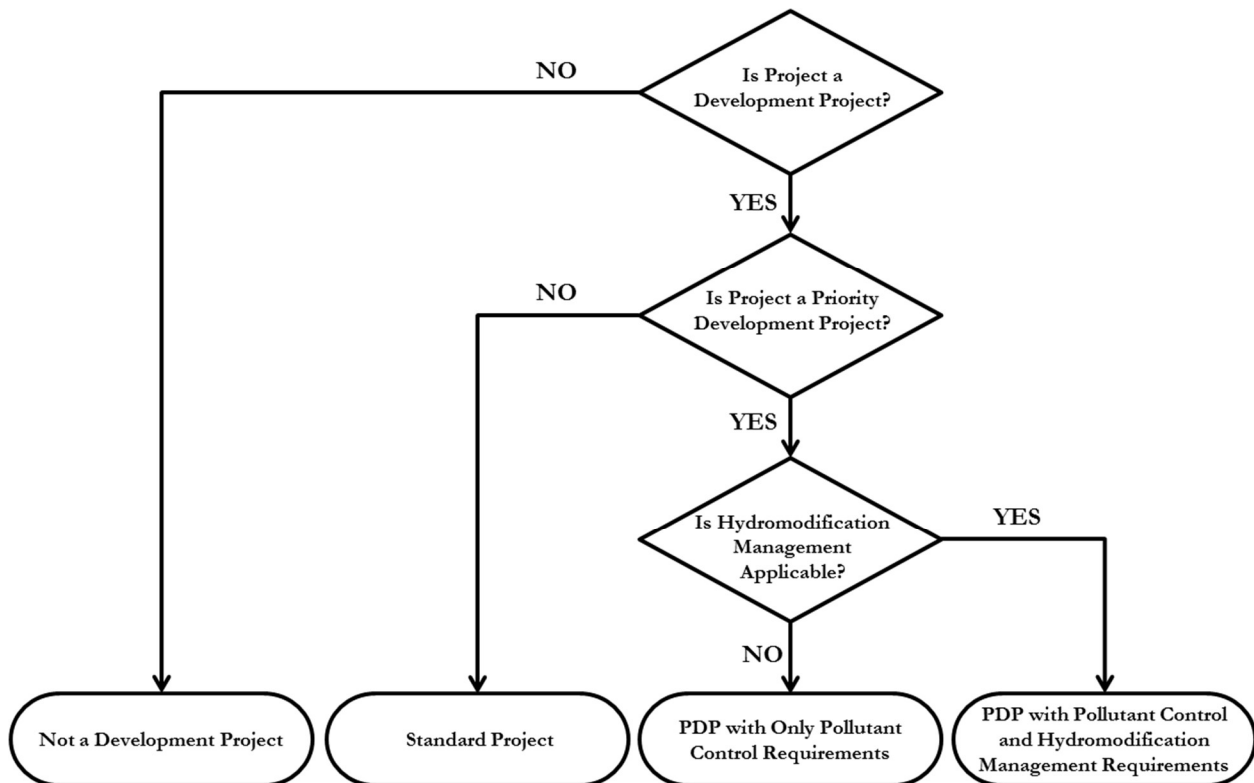 NO
Is Project a
Development Project?
YES
NO
Is Project a Priority
Development Project?
YES
Is Hydromodification
Management
Applicable?
YES
NO
Not a Development Project
Standard Project
PDP with Only Pollutant
Control Requirements
PDP with Pollutant Control
and Hydromodification
Management Requirements